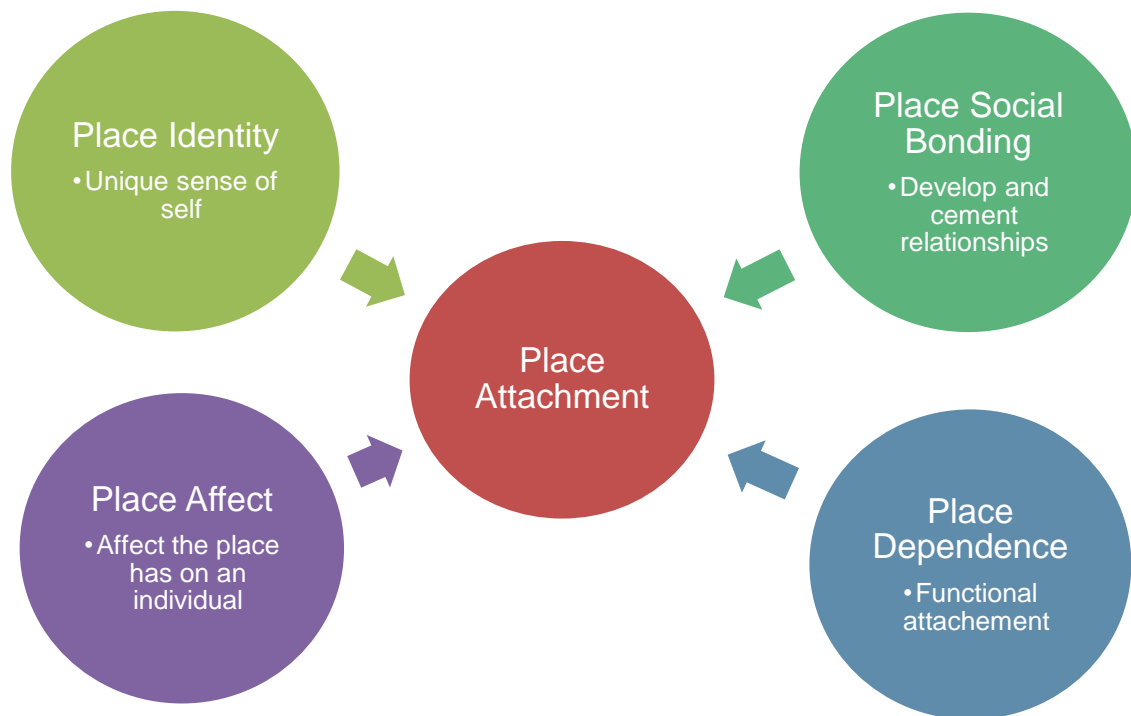 Place Identity
•Unique sense of
self
Place Social
Bonding
•Develop and
cement
relationships
Place
Attachment
Place Affect
•Affect the place
has on an
individual
Place
Dependence
•Functional
attachement